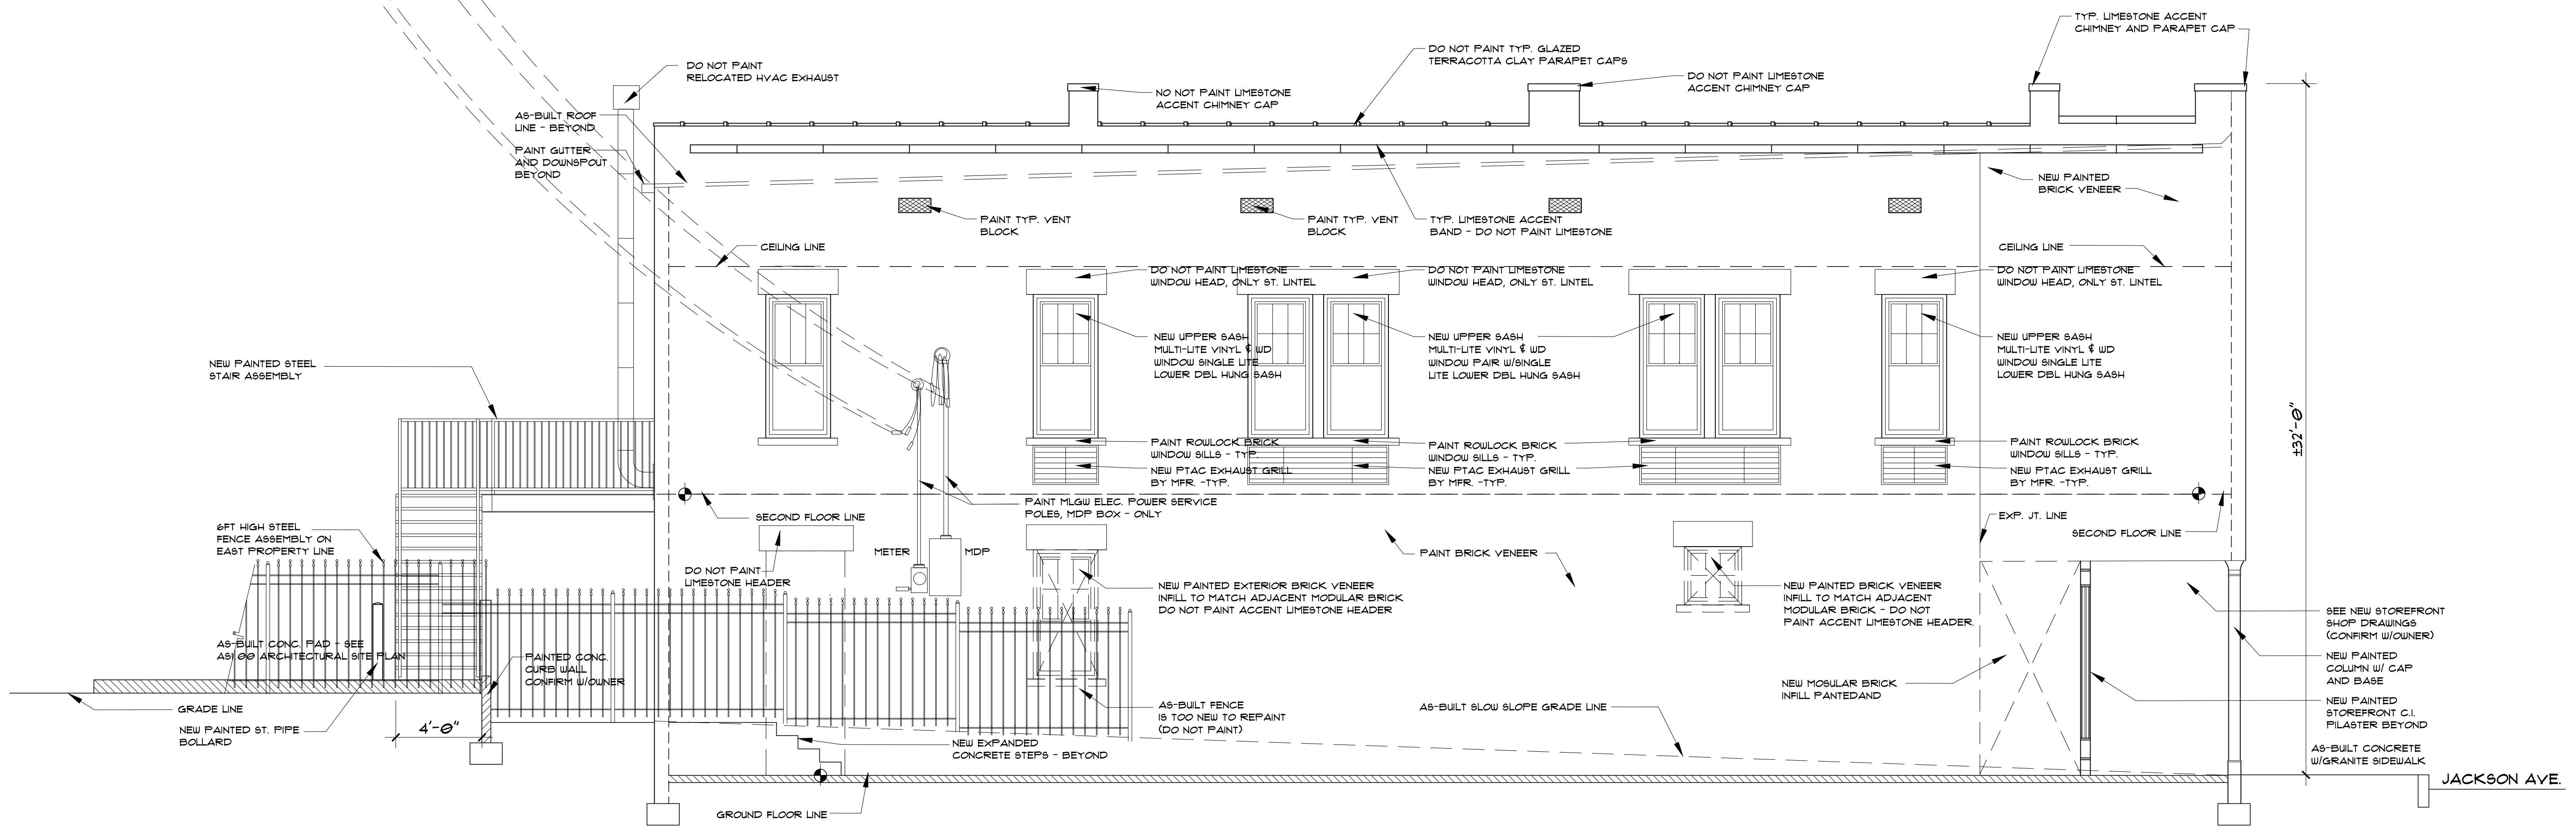 TYP. LIMESTONE ACCENT
CHIMNEY AND PARAPET CAP
DO NOT PAINT TYP. GLAZED
TERRACOTTA CLAY PARAPET CAPS
DO NOT PAINT
RELOCATED HVAC EXHAUST
DO NOT PAINT LIMESTONE
ACCENT CHIMNEY CAP
NO NOT PAINT LIMESTONE
ACCENT CHIMNEY CAP
AS-BUILT ROOF
LINE - BEYOND
PAINT GUTTER
AND DOWNSPOUT
BEYOND
NEW PAINTED
BRICK VENEER
PAINT TYP. VENT
BLOCK
PAINT TYP. VENT
BLOCK
TYP. LIMESTONE ACCENT
BAND - DO NOT PAINT LIMESTONE
CEILING LINE
CEILING LINE
DO NOT PAINT LIMESTONE
WINDOW HEAD, ONLY ST. LINTEL
DO NOT PAINT LIMESTONE
WINDOW HEAD, ONLY ST. LINTEL
DO NOT PAINT LIMESTONE
WINDOW HEAD, ONLY ST. LINTEL
NEW UPPER SASH
MULTI-LITE VINYL & WD
WINDOW SINGLE LITE
LOWER DBL HUNG SASH
NEW UPPER SASH
MULTI-LITE VINYL & WD
WINDOW PAIR W/SINGLE
LITE LOWER DBL HUNG SASH
NEW UPPER SASH
MULTI-LITE VINYL & WD
WINDOW SINGLE LITE
LOWER DBL HUNG SASH
NEW PAINTED STEEL
STAIR ASSEMBLY
±32'-0"
PAINT ROWLOCK BRICK
WINDOW SILLS - TYP.
NEW PTAC EXHAUST GRILL
BY MFR. -TYP.
PAINT ROWLOCK BRICK
WINDOW SILLS - TYP.
NEW PTAC EXHAUST GRILL
BY MFR. -TYP.
PAINT ROWLOCK BRICK
WINDOW SILLS - TYP.
NEW PTAC EXHAUST GRILL
BY MFR. -TYP.
PAINT MLGW ELEC. POWER SERVICE
POLES, MDP BOX - ONLY
SECOND FLOOR LINE
EXP. JT. LINE
SECOND FLOOR LINE
6FT HIGH STEEL
FENCE ASSEMBLY ON
EAST PROPERTY LINE
METER
MDP
PAINT BRICK VENEER
DO NOT PAINT
LIMESTONE HEADER
NEW PAINTED EXTERIOR BRICK VENEER
INFILL TO MATCH ADJACENT MODULAR BRICK
DO NOT PAINT ACCENT LIMESTONE HEADER
NEW PAINTED BRICK VENEER
INFILL TO MATCH ADJACENT
MODULAR BRICK - DO NOT
PAINT ACCENT LIMESTONE HEADER.
SEE NEW STOREFRONT
SHOP DRAWINGS
(CONFIRM W/OWNER)
AS-BUILT CONC. PAD - SEE
AS1.00 ARCHITECTURAL SITE PLAN
PAINTED CONC.
CURB WALL
CONFIRM W/OWNER
NEW PAINTED
COLUMN W/ CAP
AND BASE
NEW MOSULAR BRICK
INFILL PANTEDAND
NEW PAINTED
STOREFRONT C.I.
PILASTER BEYOND
GRADE LINE
AS-BUILT FENCE
IS TOO NEW TO REPAINT
(DO NOT PAINT)
AS-BUILT SLOW SLOPE GRADE LINE
NEW PAINTED ST. PIPE
BOLLARD
4'-0"
NEW EXPANDED
CONCRETE STEPS - BEYOND
AS-BUILT CONCRETE
W/GRANITE SIDEWALK
JACKSON AVE.
GROUND FLOOR LINE